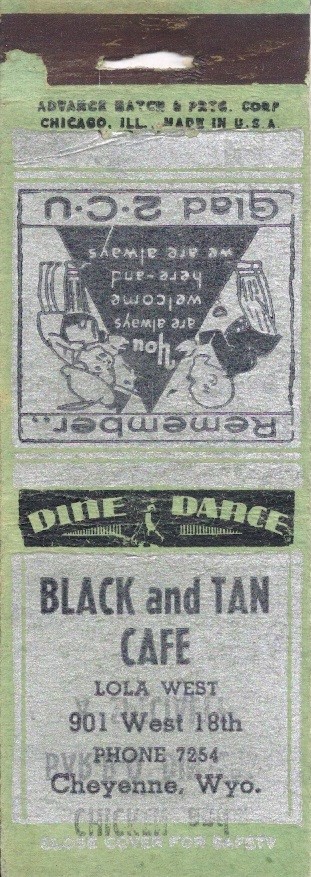 ADVANCE MATCH & PRTG. CORP
CHICAGO, ILL. MADE IN U.S.A.
Remember..
You
are always
welcome
here-and
we are always
Glad 2·C·U
DINE DANCE
BLACK and TAN
CAFE
LOLA WEST
901 West 18th
PHONE 7254
Cheyenne, Wyo.
CHICKEN
CLOSE COVER FOR SAFETY